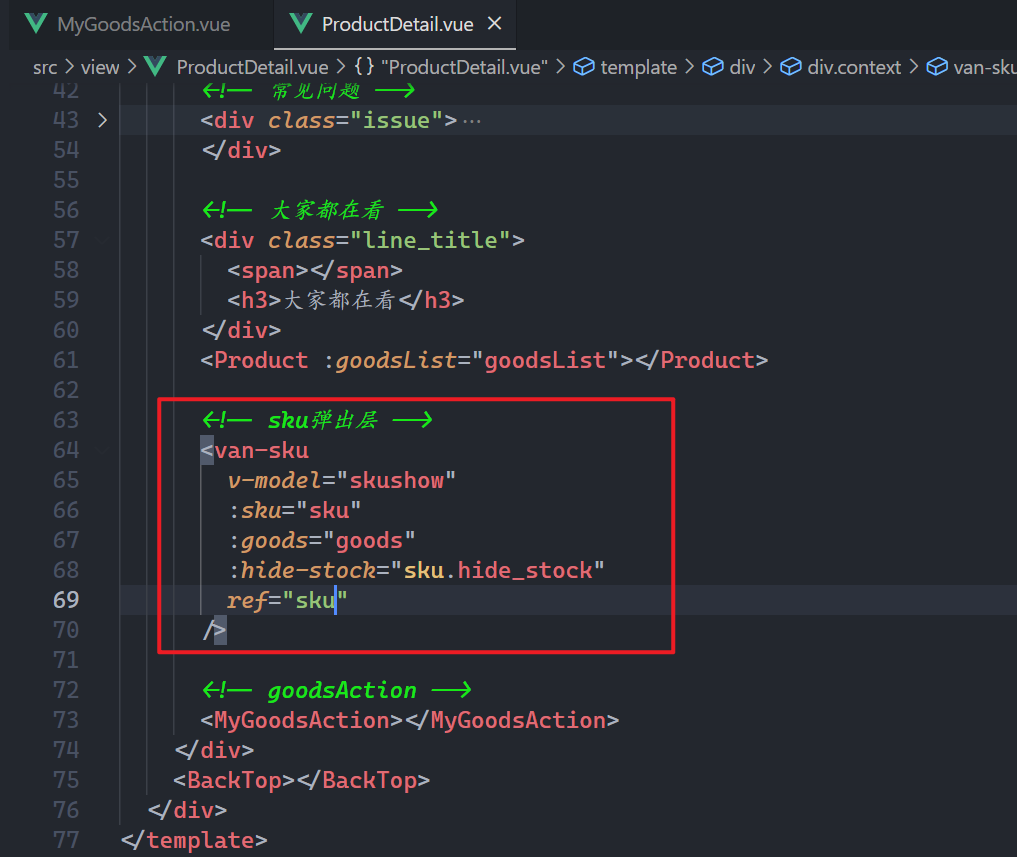 MyGoodsAction.vue ProductDetail.vue ×
src > view > ProductDetail.vue > {} "ProductDetail.vue" > template > div > div.context > van-sku
42 <!-- 常见问题 -->
43 > <div class="issue">···
54 </div>
55
56 <!-- 大家都在看 -->
57 <div class="line_title">
58 <span></span>
59 <h3>大家都在看</h3>
60 </div>
61 <Product :goodsList="goodsList"></Product>
62
63 <!-- sku弹出层 -->
64 <van-sku
65 v-model="skushow"
66 :sku="sku"
67 :goods="goods"
68 :hide-stock="sku.hide_stock"
69 ref="sku"
70 />
71
72 <!-- goodsAction -->
73 <MyGoodsAction></MyGoodsAction>
74 </div>
75 <BackTop></BackTop>
76 </div>
77 </template>